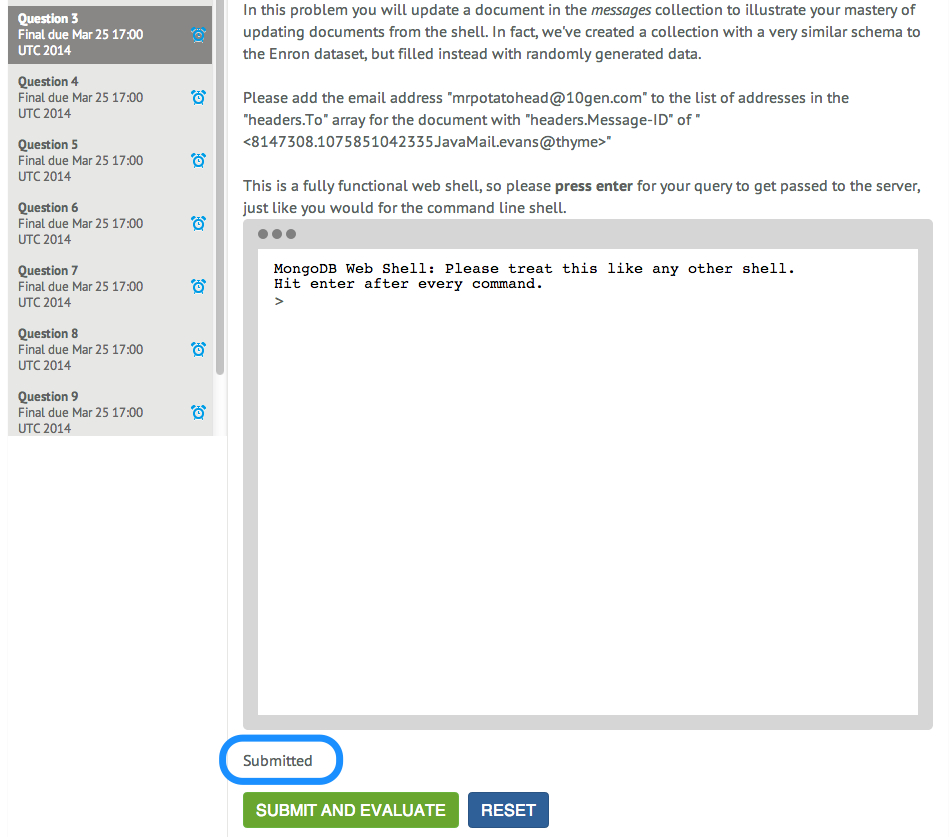 Question 3
Final due Mar 25 17:00
UTC 2014
Question 4
Final due Mar 25 17:00
UTC 2014
Question 5
Final due Mar 25 17:00
UTC 2014
Question 6
Final due Mar 25 17:00
UTC 2014
Question 7
Final due Mar 25 17:00
UTC 2014
Question 8
Final due Mar 25 17:00
UTC 2014
Question 9
Final due Mar 25 17:00
UTC 2014
In this problem you will update a document in the messages collection to illustrate your mastery of
updating documents from the shell. In fact, we've created a collection with a very similar schema to
the Enron dataset, but filled instead with randomly generated data.
Please add the email address "mrpotatohead@10gen.com" to the list of addresses in the
"headers.To" array for the document with "headers.Message-ID" of "
<8147308.1075851042335.JavaMail.evans@thyme>"
This is a fully functional web shell, so please press enter for your query to get passed to the server,
just like you would for the command line shell.
MongoDB Web Shell: Please treat this like any other shell.
Hit enter after every command.
>
Submitted
SUBMIT AND EVALUATE
RESET